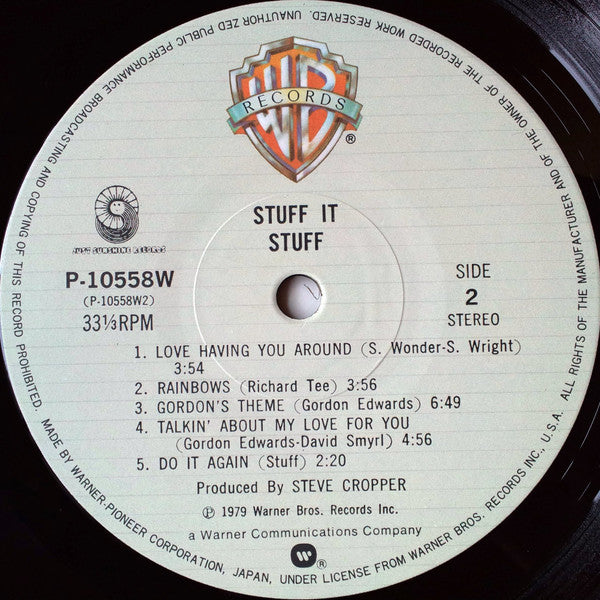 UNAUTHORIZED PUBLIC PERFORMANCE BROADCASTING AND COPYING OF THIS RECORD PROHIBITED. MADE BY WARNER-PIONEER CORPORATION, JAPAN, UNDER LICENSE FROM WARNER BROS. RECORDS INC., U.S.A. ALL RIGHTS OF THE MANUFACTURER AND OF THE OWNER OF THE RECORDED WORK RESERVED.
WB
RECORDS
®
JUST SUNSHINE RECORDS
STUFF IT
STUFF
P-10558W
(P-10558W2)
33⅓RPM
SIDE
2
STEREO
1. LOVE HAVING YOU AROUND (S. Wonder-S. Wright)
3:54
2. RAINBOWS (Richard Tee) 3:56
3. GORDON'S THEME (Gordon Edwards) 6:49
4. TALKIN' ABOUT MY LOVE FOR YOU
(Gordon Edwards-David Smyrl) 4:56
5. DO IT AGAIN (Stuff) 2:20
Produced By STEVE CROPPER
℗ 1979 Warner Bros. Records Inc.
a Warner Communications Company
®